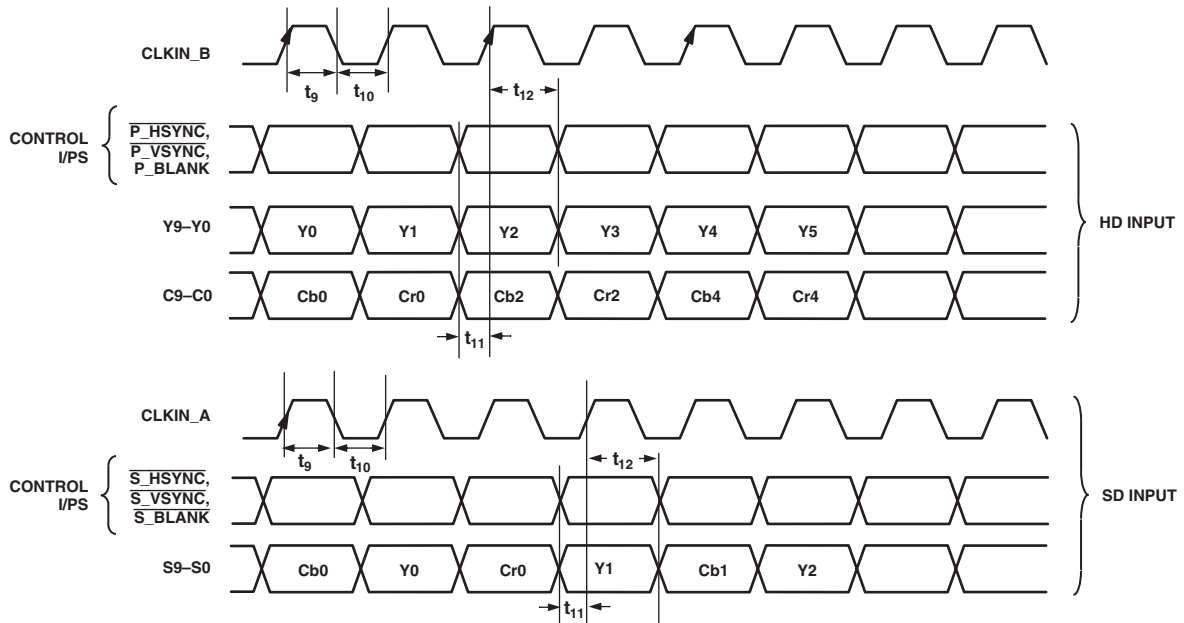 CLKIN_B
t9
t10
t12
CONTROL
I/PS
P_HSYNC,
P_VSYNC,
P_BLANK
HD INPUT
Y9–Y0
Y0
Y1
Y2
Y3
Y4
Y5
C9–C0
Cb0
Cr0
Cb2
Cr2
Cb4
Cr4
t11
CLKIN_A
t9
t10
t12
CONTROL
I/PS
S_HSYNC,
S_VSYNC,
S_BLANK
SD INPUT
S9–S0
Cb0
Y0
Cr0
Y1
Cb1
Y2
t11